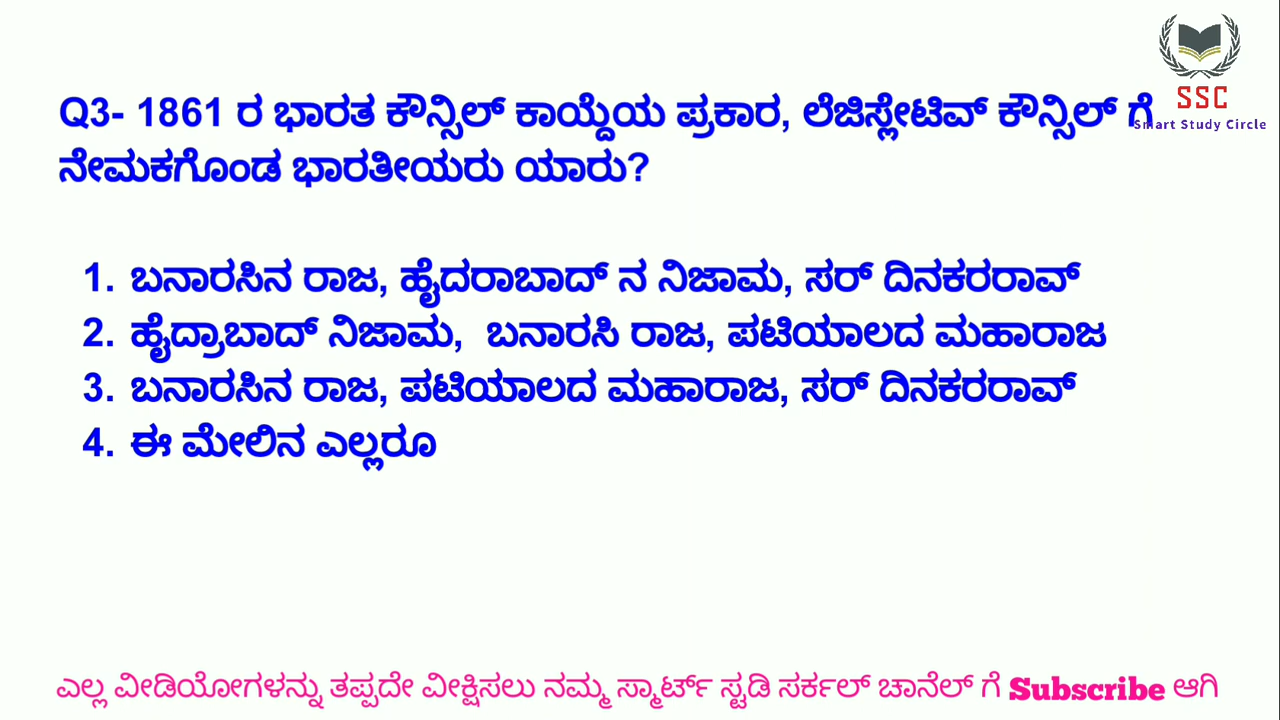 SSC
Smart Study Circle
Q3- 1861 ರ ಭಾರತ ಕೌನ್ಸಿಲ್ ಕಾಯ್ದೆಯ ಪ್ರಕಾರ, ಲೆಜಿಸ್ಲೇಟಿವ್ ಕೌನ್ಸಿಲ್ ಗೆ
ನೇಮಕಗೊಂಡ ಭಾರತೀಯರು ಯಾರು?
1. ಬನಾರಸಿನ ರಾಜ, ಹೈದರಾಬಾದ್ ನ ನಿಜಾಮ, ಸರ್ ದಿನಕರರಾವ್
2. ಹೈದ್ರಾಬಾದ್ ನಿಜಾಮ, ಬನಾರಸಿ ರಾಜ, ಪಟಿಯಾಲದ ಮಹಾರಾಜ
3. ಬನಾರಸಿನ ರಾಜ, ಪಟಿಯಾಲದ ಮಹಾರಾಜ, ಸರ್ ದಿನಕರರಾವ್
4. ಈ ಮೇಲಿನ ಎಲ್ಲರೂ
ಎಲ್ಲ ವೀಡಿಯೋಗಳನ್ನು ತಪ್ಪದೇ ವೀಕ್ಷಿಸಲು ನಮ್ಮ ಸ್ಮಾರ್ಟ್ ಸ್ಟಡಿ ಸರ್ಕಲ್ ಚಾನೆಲ್ ಗೆ Subscribe ಆಗಿ